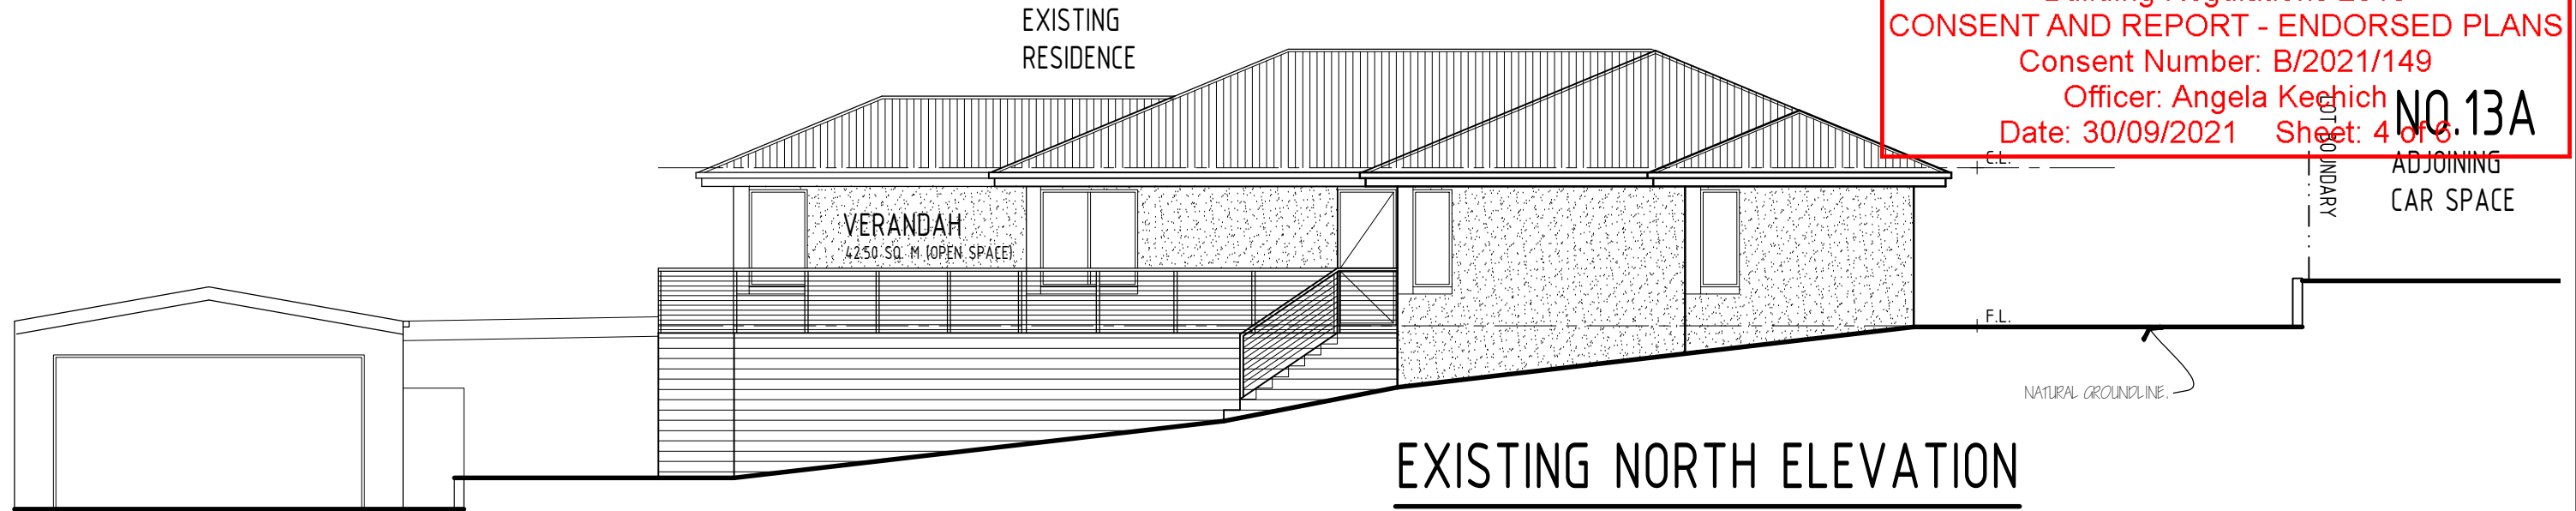 EXISTING
RESIDENCE
CONSENT AND REPORT - ENDORSED PLANS
Consent Number: B/2021/149
Officer: Angela Kechich
Date: 30/09/2021 Sheet: 4 of 6
NO.13A
ADJOINING
CAR SPACE
LOT BOUNDARY
C.L.
VERANDAH
42.50 SQ. M (OPEN SPACE)
F.L.
NATURAL GROUNDLINE.
EXISTING NORTH ELEVATION